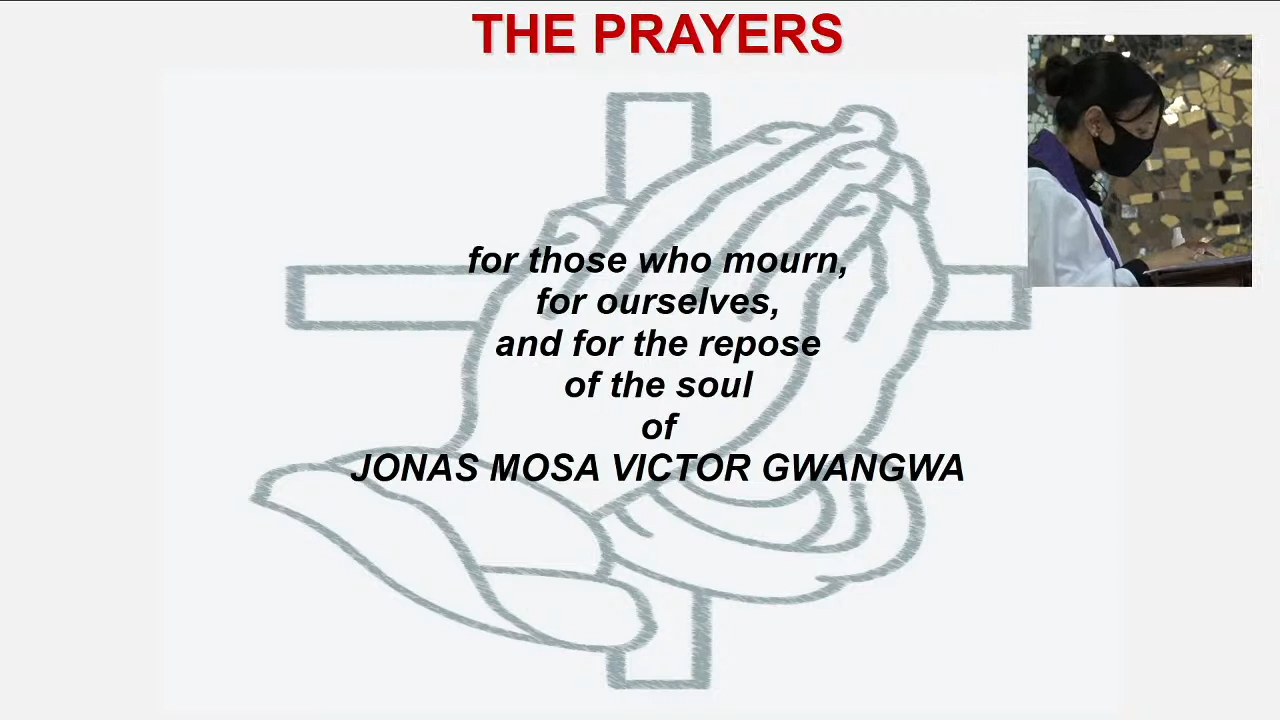 THE PRAYERS
for those who mourn,
for ourselves,
and for the repose
of the soul
of
JONAS MOSA VICTOR GWANGWA